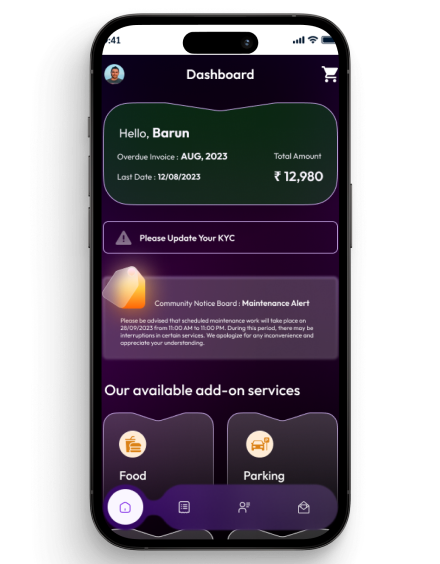 :41
Dashboard
Hello, Barun
Overdue Invoice : AUG, 2023
Total Amount
Last Date : 12/08/2023
₹ 12,980
Please Update Your KYC
Community Notice Board : Maintenance Alert
Please be advised that scheduled maintenance work will take place on
28/09/2023 from 11:00 AM to 11:00 PM. During this period, there may be
interruptions in certain services. We apologize for any inconvenience and
appreciate your understanding.
Our available add-on services
Food
Parking